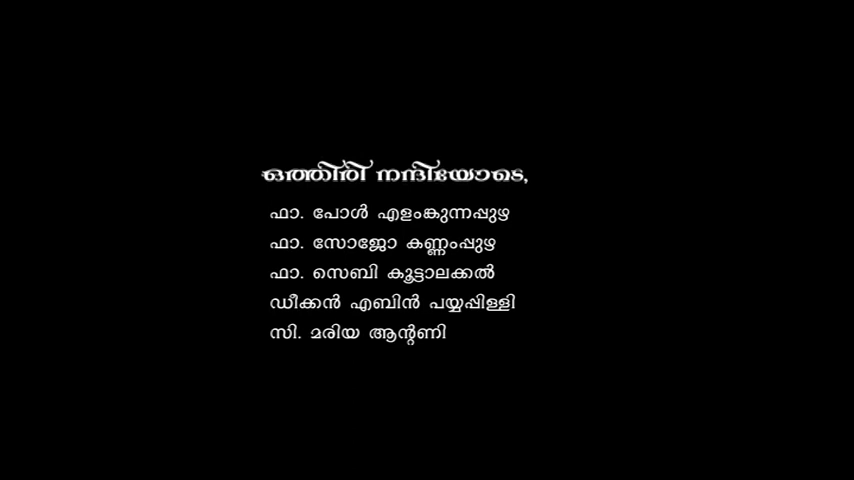 ഒത്തിരി നന്ദിയോടെ,
ഫാ. പോൾ എളംങ്കുന്നപ്പുഴ
ഫാ. സോജോ കണ്ണംപ്പുഴ
ഫാ. സെബി കൂട്ടാലക്കൽ
ഡീക്കൻ എബിൻ പയ്യപ്പിള്ളി
സി. മരിയ ആന്റണി